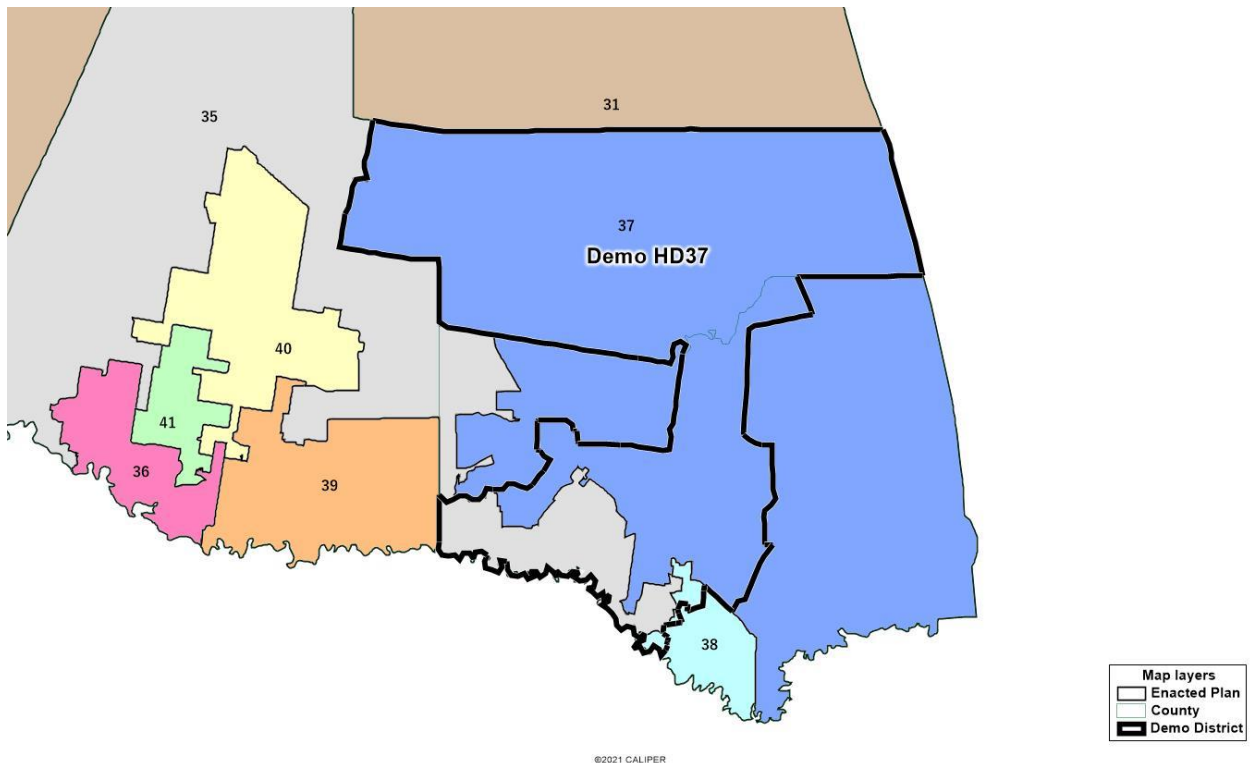 31
35
37
Demo HD37
40
41
36
39
38
Map layers
Enacted Plan
County
Demo District
©2021 CALIPER